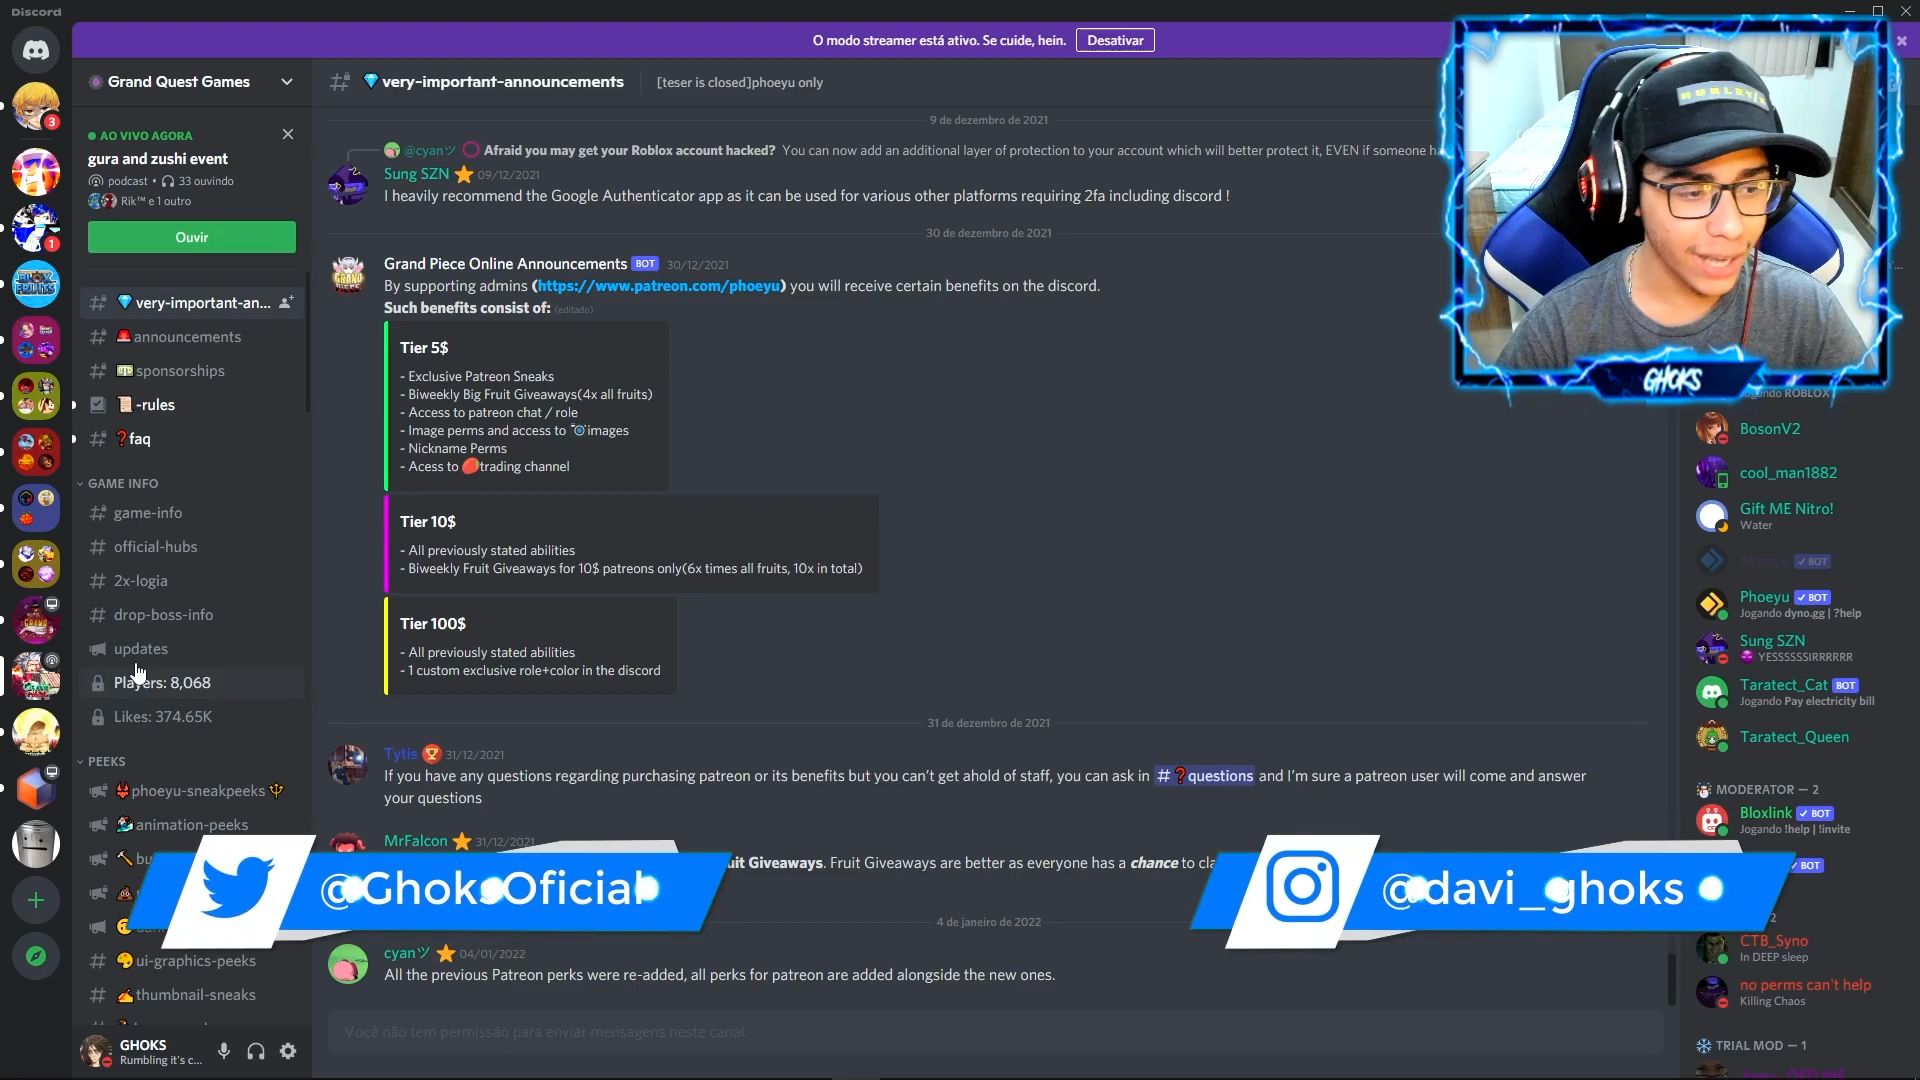 Discord
O modo streamer está ativo. Se cuide, hein.
Desativar
Grand Quest Games
very-important-announcements
[teser is closed]phoeyu only
AO VIVO AGORA
gura and zushi event
podcast • 33 ouvindo
Rik™ e 1 outro
Ouvir
very-important-an...
announcements
sponsorships
-rules
faq
GAME INFO
game-info
official-hubs
2x-logia
drop-boss-info
updates
Players: 8,068
Likes: 374.65K
PEEKS
phoeyu-sneakpeeks
animation-peeks
ui-graphics-peeks
thumbnail-sneaks
GHOKS
Rumbling it's c...
9 de dezembro de 2021
@cyanツ Afraid you may get your Roblox account hacked? You can now add an additional layer of protection to your account which will better protect it, EVEN if someone ha
Sung SZN 09/12/2021
I heavily recommend the Google Authenticator app as it can be used for various other platforms requiring 2fa including discord !
30 de dezembro de 2021
Grand Piece Online Announcements BOT 30/12/2021
By supporting admins (https://www.patreon.com/phoeyu) you will receive certain benefits on the discord.
Such benefits consist of: (editado)
Tier 5$
- Exclusive Patreon Sneaks
- Biweekly Big Fruit Giveaways(4x all fruits)
- Access to patreon chat / role
- Image perms and access to images
- Nickname Perms
- Acess to trading channel
Tier 10$
- All previously stated abilities
- Biweekly Fruit Giveaways for 10$ patreons only(6x times all fruits, 10x in total)
Tier 100$
- All previously stated abilities
- 1 custom exclusive role+color in the discord
31 de dezembro de 2021
Tytis 31/12/2021
If you have any questions regarding purchasing patreon or its benefits but you can't get ahold of staff, you can ask in # ?questions and I'm sure a patreon user will come and answer
your questions
MrFalcon 31/12/2021
uit Giveaways. Fruit Giveaways are better as everyone has a chance to cla
4 de janeiro de 2022
cyanツ 04/01/2022
All the previous Patreon perks were re-added, all perks for patreon are added alongside the new ones.
Você não tem permissão para enviar mensagens neste canal.
@GhoksOficial
@davi_ghoks
GHOKS
Jogando ROBLOX
BosonV2
cool_man1882
Gift ME Nitro!
Water
BOT
Phoeyu BOT
Jogando dyno.gg | ?help
Sung SZN
YESSSSSSIRRRRRR
Taratect_Cat BOT
Jogando Pay electricity bill
Taratect_Queen
MODERATOR — 2
Bloxlink BOT
Jogando !help | !invite
BOT
2
CTB_Syno
In DEEP sleep
no perms can't help
Killing Chaos
TRIAL MOD — 1